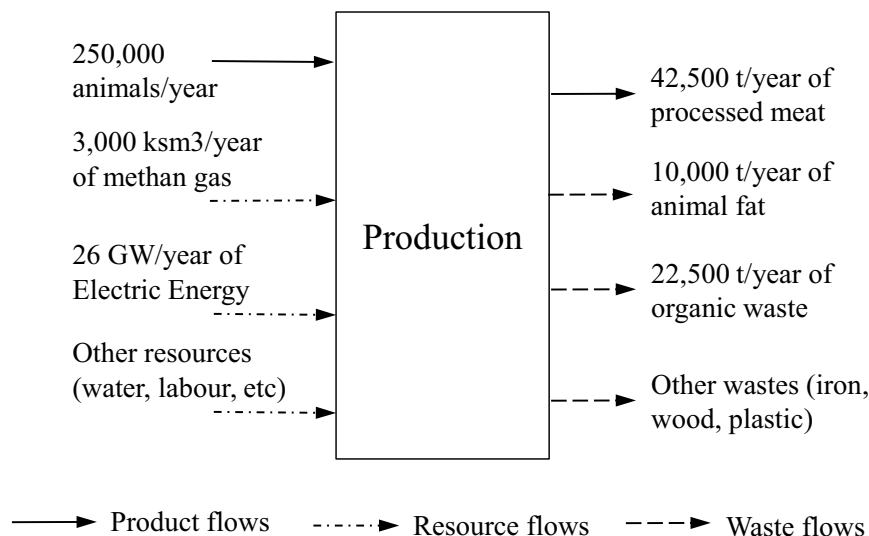 250,000
animals/year
3,000 ksm3/year
of methan gas
26 GW/year of
Electric Energy
Other resources
(water, labour, etc)
Production
42,500 t/year of
processed meat
10,000 t/year of
animal fat
22,500 t/year of
organic waste
Other wastes (iron,
wood, plastic)
Product flows
Resource flows
Waste flows